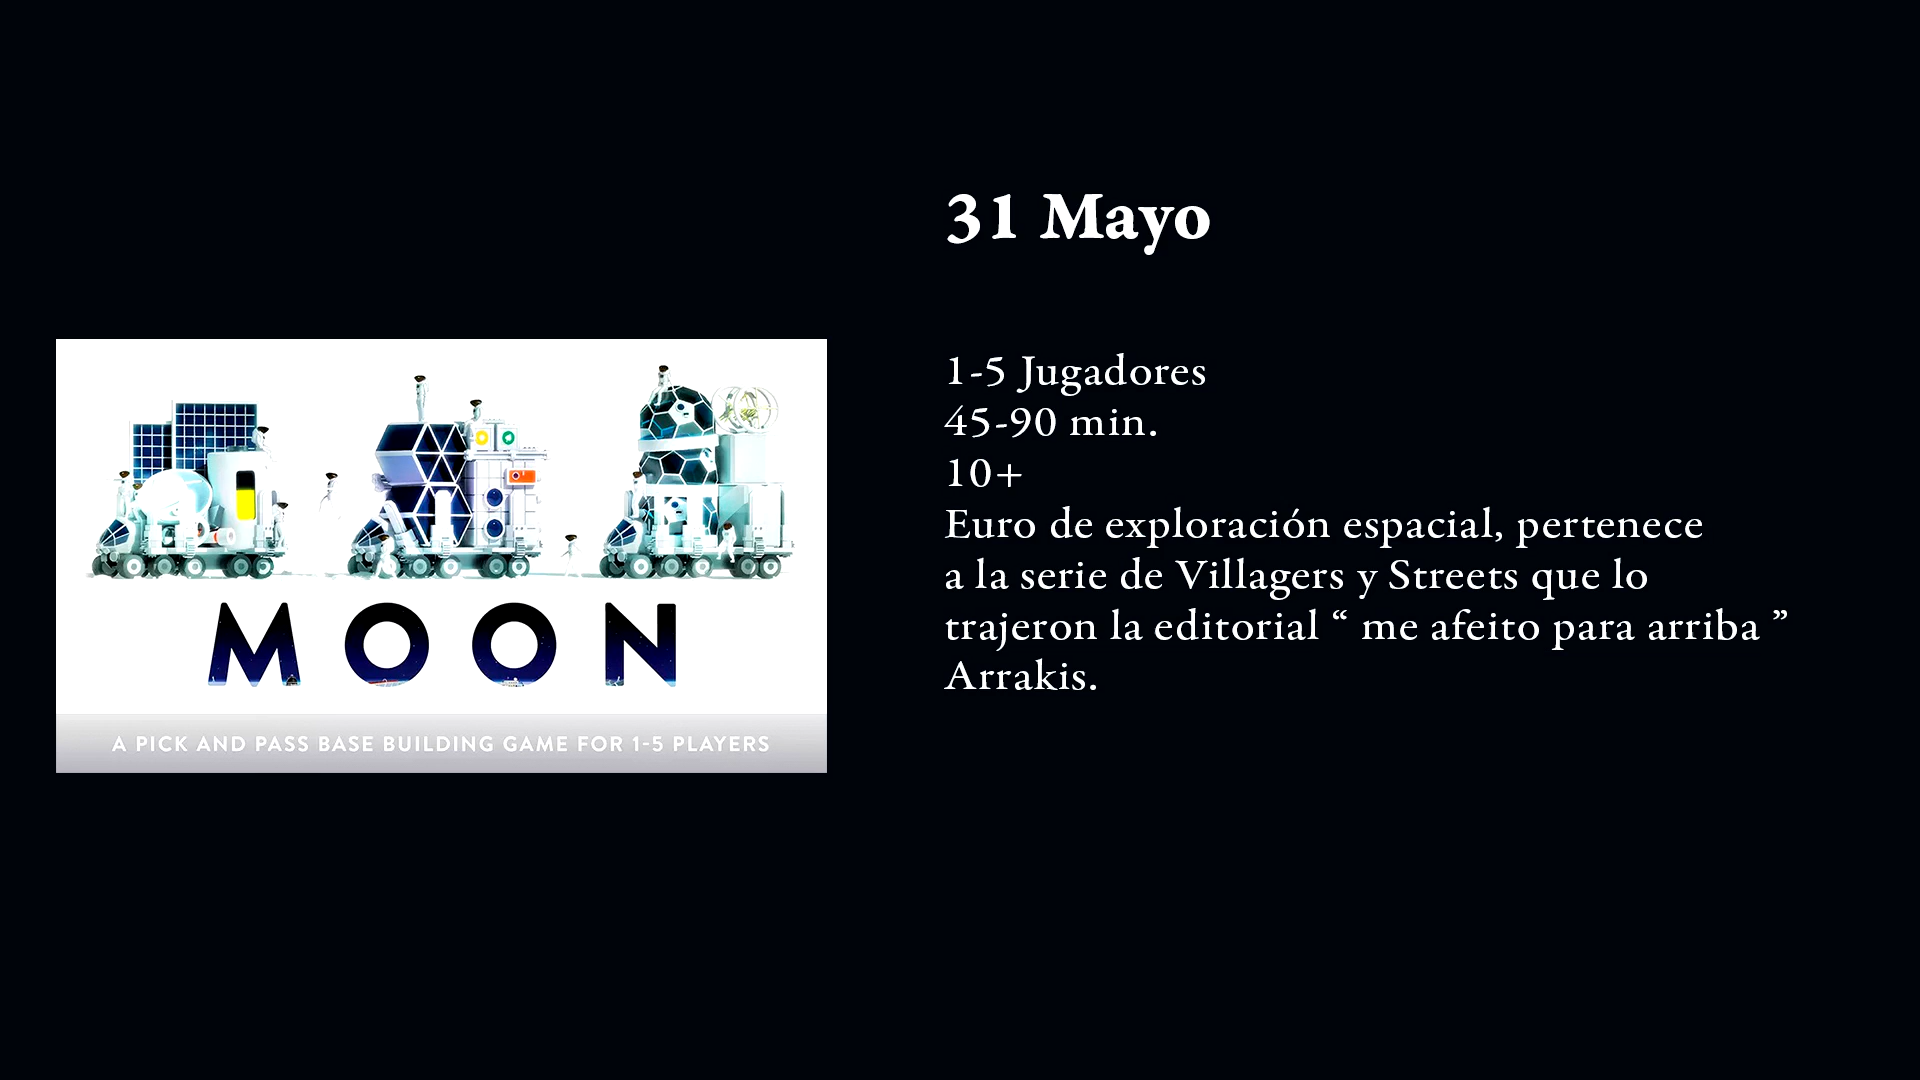 31 Mayo
1-5 Jugadores
45-90 min.
10+
Euro de exploración espacial, pertenece
a la serie de Villagers y Streets que lo
trajeron la editorial “ me afeito para arriba ”
Arrakis.
MOON
A PICK AND PASS BASE BUILDING GAME FOR 1-5 PLAYERS